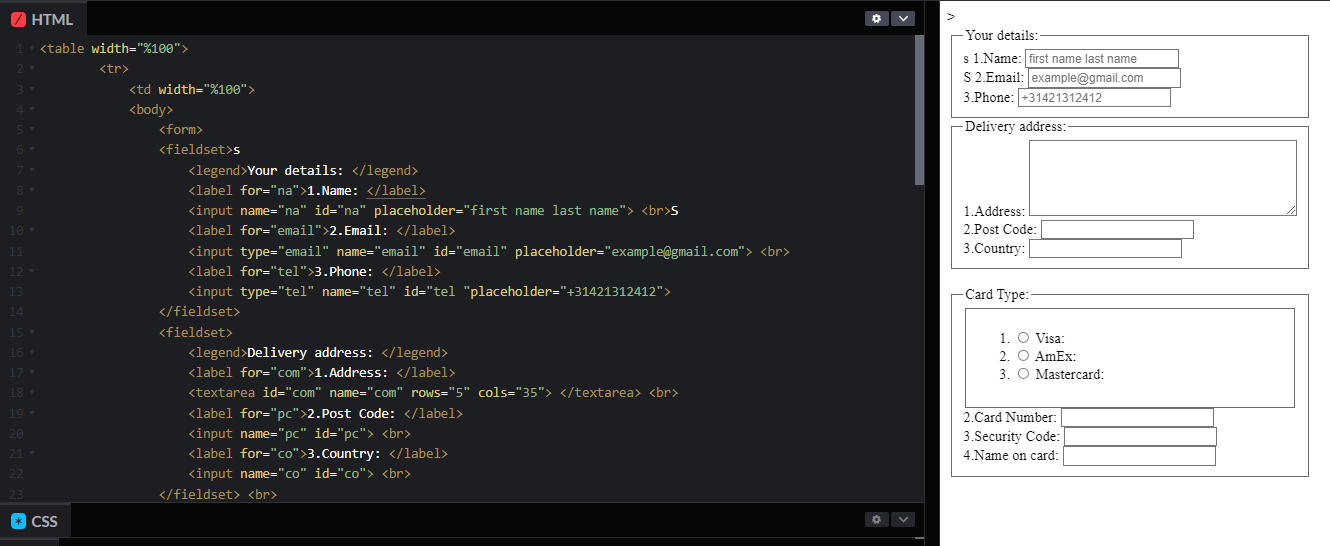 HTML
1 <table width="%100">
2 <tr>
3 <td width="%100">
4 <body>
5 <form>
6 <fieldset>s
7 <legend>Your details: </legend>
8 <label for="na">1.Name: </label>
9 <input name="na" id="na" placeholder="first name last name"> <br>S
10 <label for="email">2.Email: </label>
11 <input type="email" name="email" id="email" placeholder="example@gmail.com"> <br>
12 <label for="tel">3.Phone: </label>
13 <input type="tel" name="tel" id="tel "placeholder="+31421312412">
14 </fieldset>
15 <fieldset>
16 <legend>Delivery address: </legend>
17 <label for="com">1.Address: </label>
18 <textarea id="com" name="com" rows="5" cols="35"> </textarea> <br>
19 <label for="pc">2.Post Code: </label>
20 <input name="pc" id="pc"> <br>
21 <label for="co">3.Country: </label>
22 <input name="co" id="co"> <br>
23 </fieldset> <br>
CSS
>
Your details:
s 1.Name: first name last name
S 2.Email: example@gmail.com
3.Phone: +31421312412
Delivery address:
1.Address:
2.Post Code:
3.Country:
Card Type:
1. Visa:
2. AmEx:
3. Mastercard:
2.Card Number:
3.Security Code:
4.Name on card: